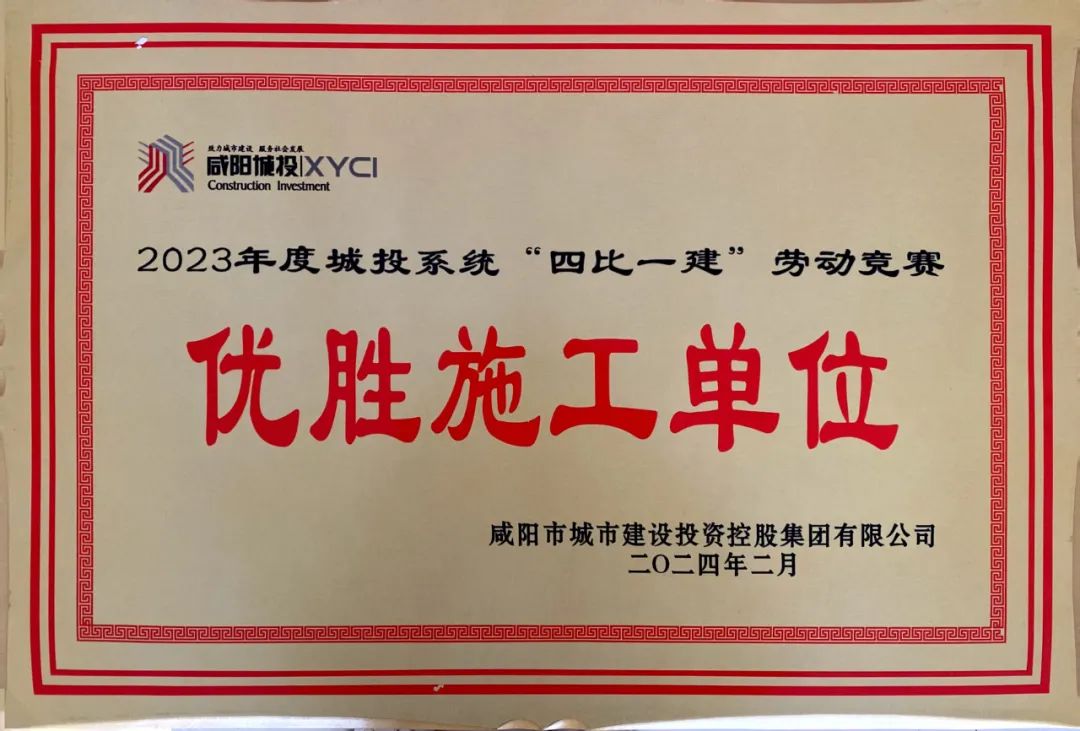 致力城市建设 服务社会发展
咸阳城投|XYCI
Construction Investment
2023年度城投系统“四比一建”劳动竞赛
优胜施工单位
咸阳市城市建设投资控股集团有限公司
二〇二四年二月